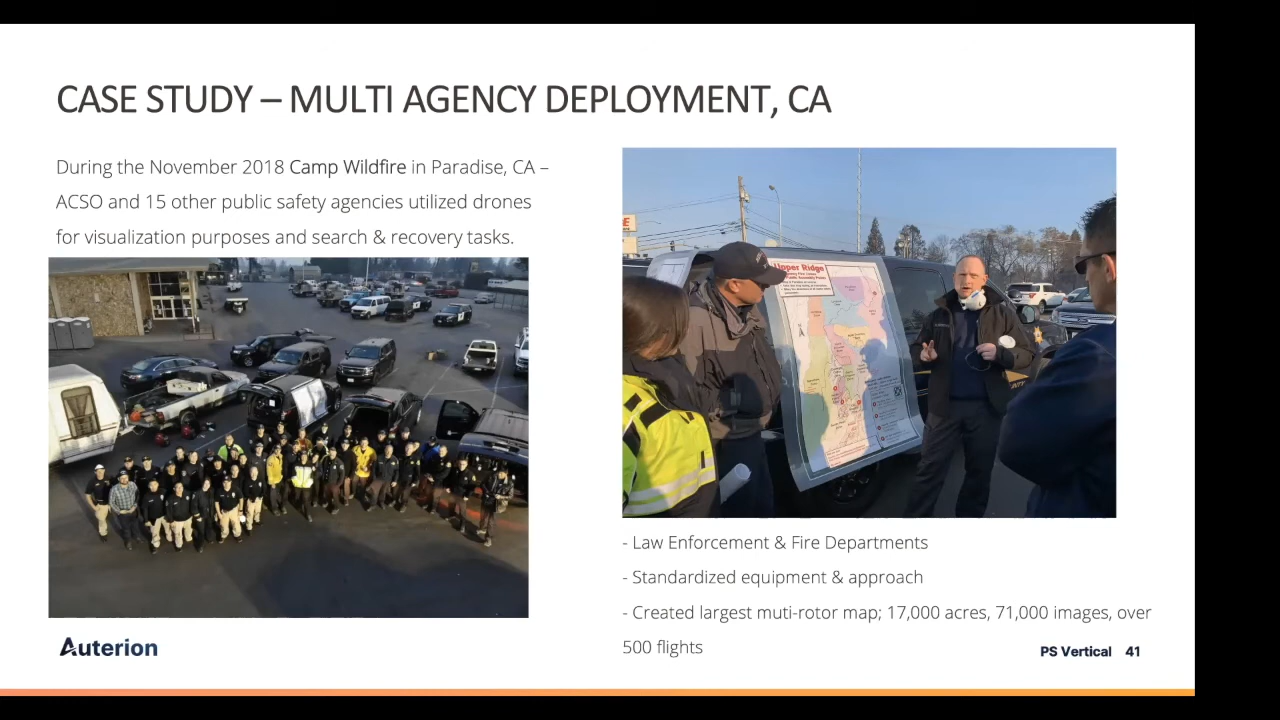 CASE STUDY – MULTI AGENCY DEPLOYMENT, CA
During the November 2018 Camp Wildfire in Paradise, CA –
ACSO and 15 other public safety agencies utilized drones
for visualization purposes and search & recovery tasks.
Upper Ridge
- Law Enforcement & Fire Departments
- Standardized equipment & approach
- Created largest muti-rotor map; 17,000 acres, 71,000 images, over
500 flights
Auterion
PS Vertical 41